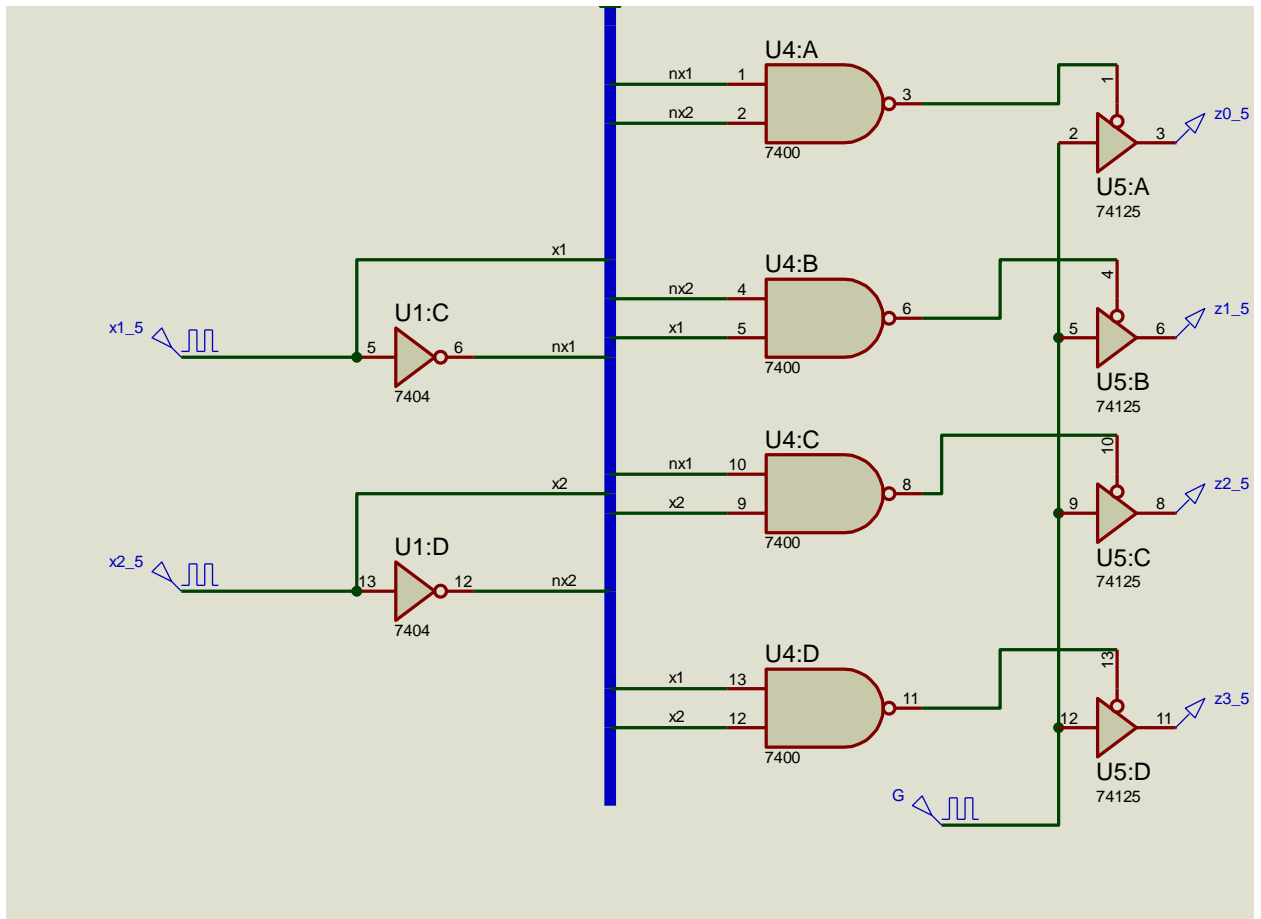 U4:A
nx1 1
3
nx2 2
7400
1
2 3
z0_5
U5:A
74125
x1
U4:B
nx2 4
6
x1 5
7400
4
5 6
z1_5
U5:B
74125
x1_5
U1:C
5 6
nx1
7404
U4:C
nx1 10
8
x2 9
7400
10
9 8
z2_5
U5:C
74125
x2
x2_5
U1:D
13 12
nx2
7404
U4:D
x1 13
11
x2 12
7400
13
12 11
z3_5
U5:D
74125
G